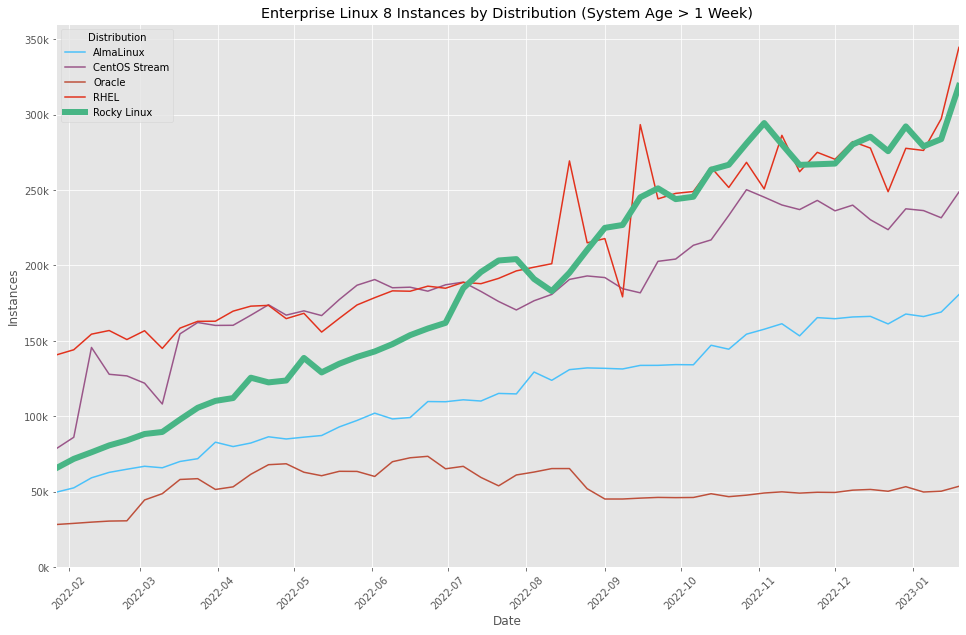 Enterprise Linux 8 Instances by Distribution (System Age > 1 Week)
Distribution
AlmaLinux
CentOS Stream
Oracle
RHEL
Rocky Linux
350k
300k
250k
200k
150k
100k
50k
0k
Instances
2022-02
2022-03
2022-04
2022-05
2022-06
2022-07
2022-08
2022-09
2022-10
2022-11
2022-12
2023-01
Date